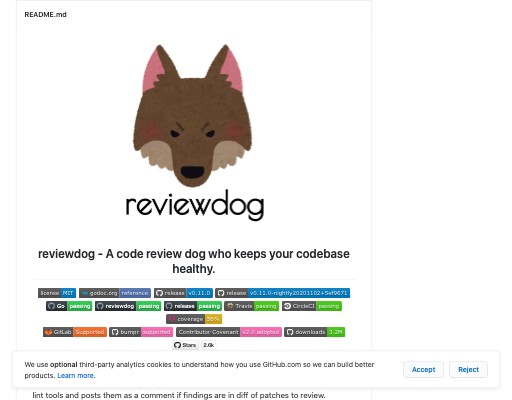 README.md
reviewdog
reviewdog - A code review dog who keeps your codebase
healthy.
license MIT godoc.org reference release v0.11.0 release v0.11.0-nightly20201102+5ef9671
Go passing reviewdog passing release passing Travis passing CircleCI passing
coverage
GitLab Supported bumpr supported Contributor Covenant v2.0 adopted downloads 3.2M
Stars 2.6k
We use optional third-party analytics cookies to understand how you use GitHub.com so we can build better
products. Learn more.
Accept Reject
lint tools and posts them as a comment if findings are in diff of patches to review.